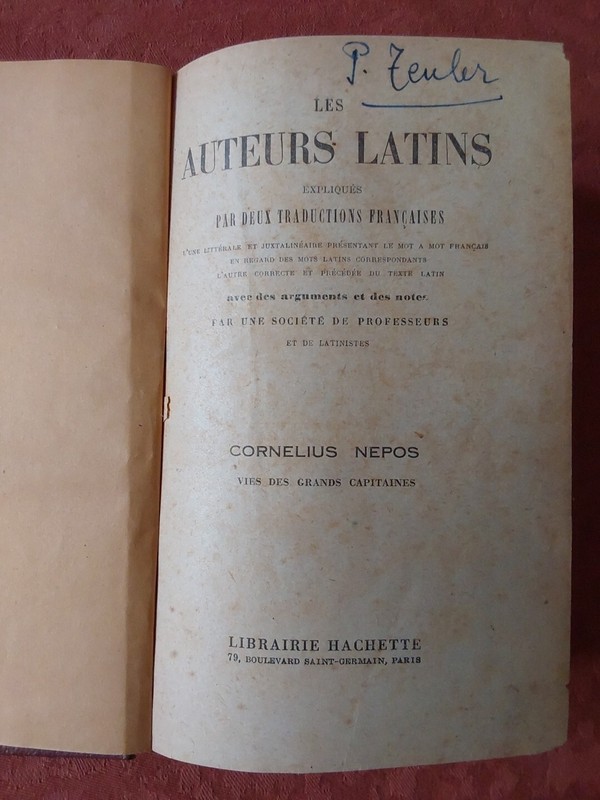 P. Zeuler
LES
AUTEURS LATINS
EXPLIQUÉS
PAR DEUX TRADUCTIONS FRANÇAISES
L'UNE LITTÉRALE ET JUXTALINÉAIRE PRÉSENTANT LE MOT A MOT FRANÇAIS
EN REGARD DES MOTS LATINS CORRESPONDANTS
L'AUTRE CORRECTE ET PRÉCÉDÉE DU TEXTE LATIN
avec des arguments et des notes
PAR UNE SOCIÉTÉ DE PROFESSEURS
ET DE LATINISTES
CORNELIUS NEPOS
VIES DES GRANDS CAPITAINES
LIBRAIRIE HACHETTE
79, BOULEVARD SAINT-GERMAIN, PARIS